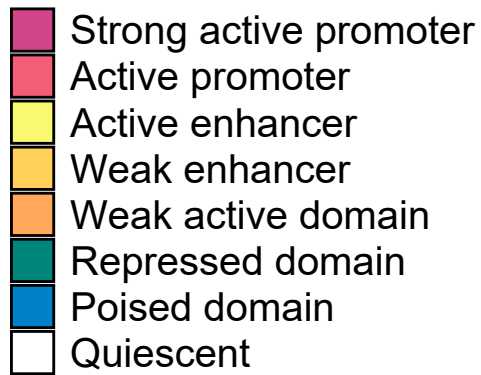 Strong active promoter
Active promoter
Active enhancer
Weak enhancer
Weak active domain
Repressed domain
Poised domain
Quiescent